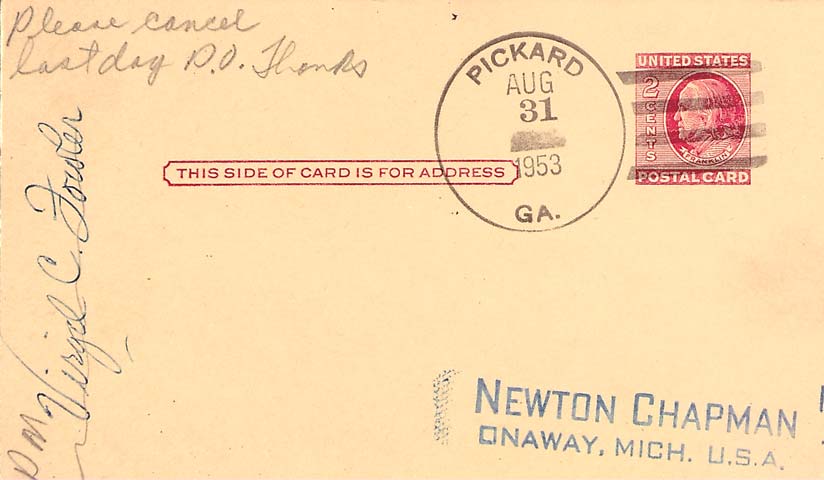 Please cancel
last day P.O. Thanks
PICKARD
AUG
31
1953
GA.
UNITED STATES
2 CENTS
FRANKLIN
POSTAL CARD
THIS SIDE OF CARD IS FOR ADDRESS
PM Virgil C. Fowler
NEWTON CHAPMAN
ONAWAY, MICH. U.S.A.